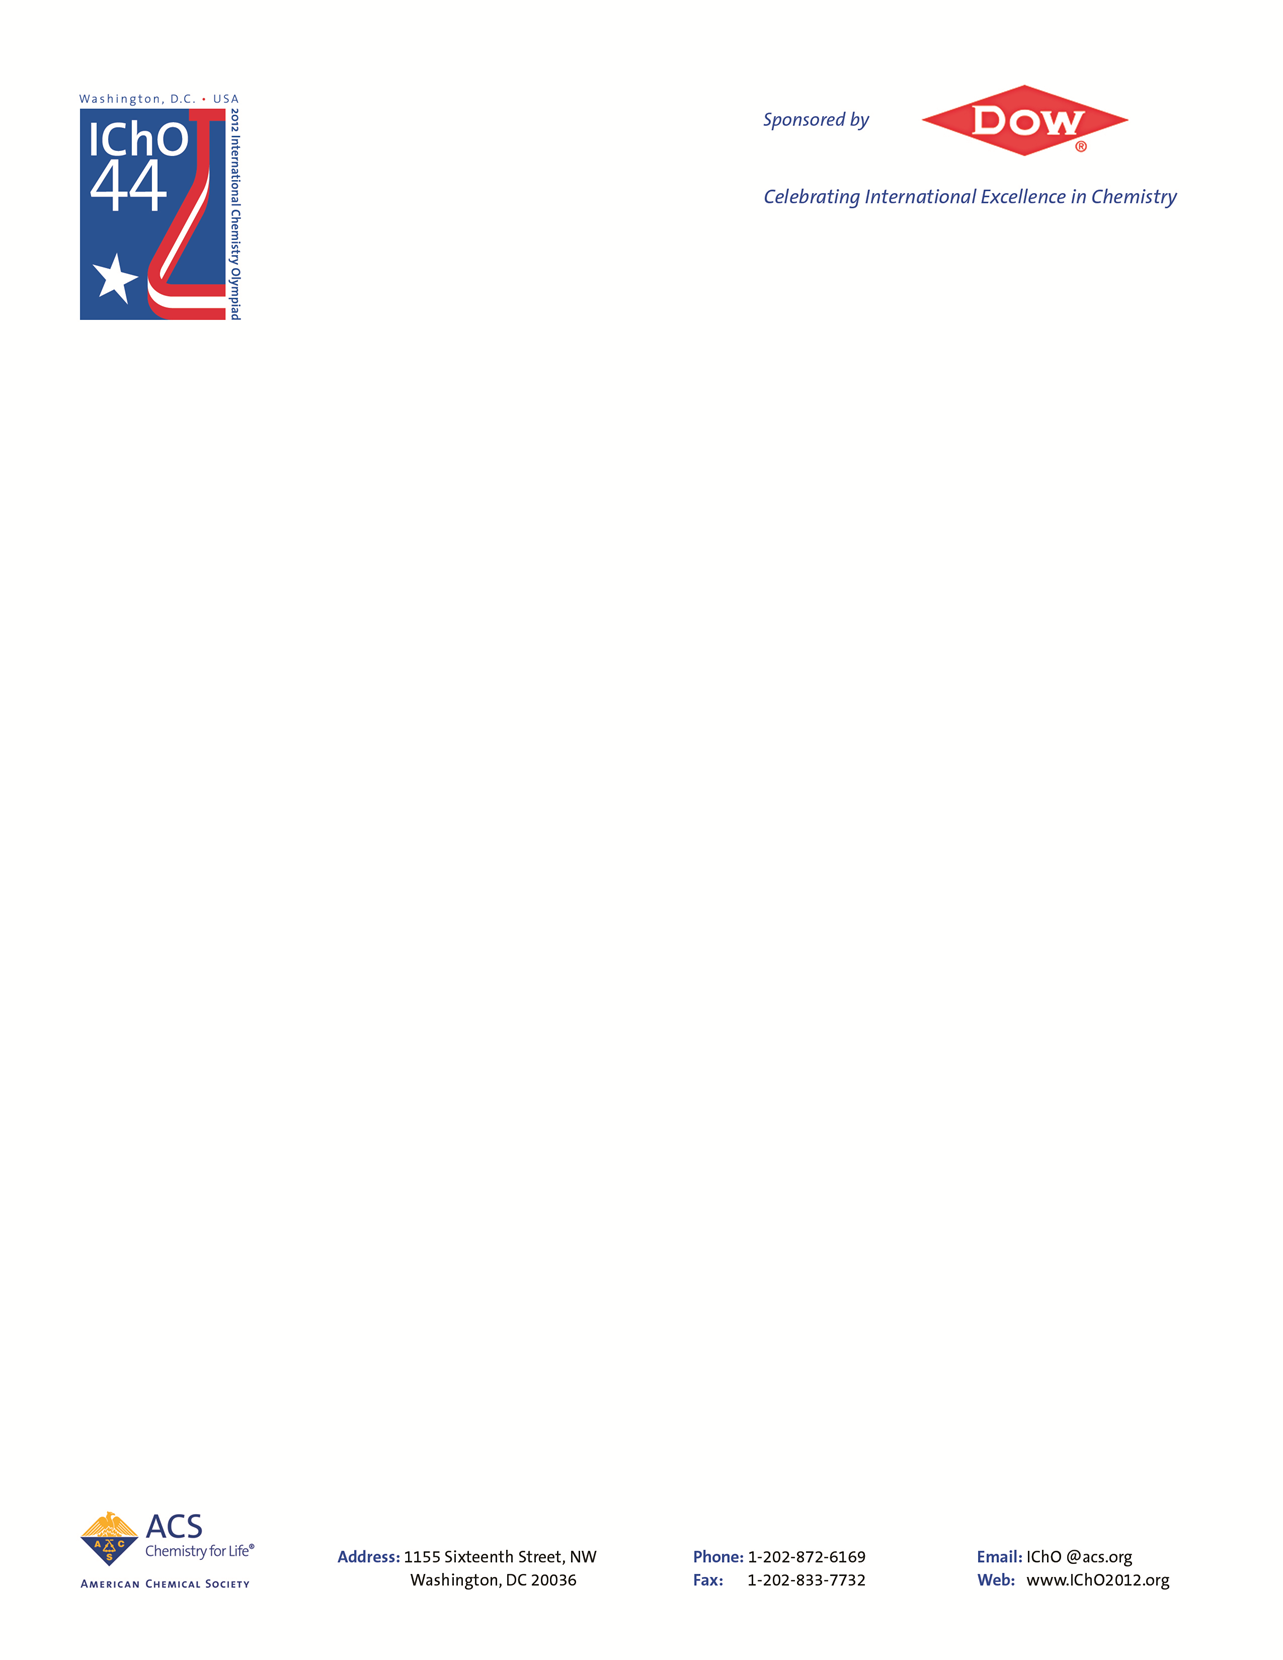 Washington, D.C. • USA
IChO
44
2012 International Chemistry Olympiad
Sponsored by
DOW
®
Celebrating International Excellence in Chemistry
ACS
Chemistry for Life®
A C
S
AMERICAN CHEMICAL SOCIETY
Address: 1155 Sixteenth Street, NW
Washington, DC 20036
Phone: 1-202-872-6169
Fax: 1-202-833-7732
Email: IChO @acs.org
Web: www.IChO2012.org